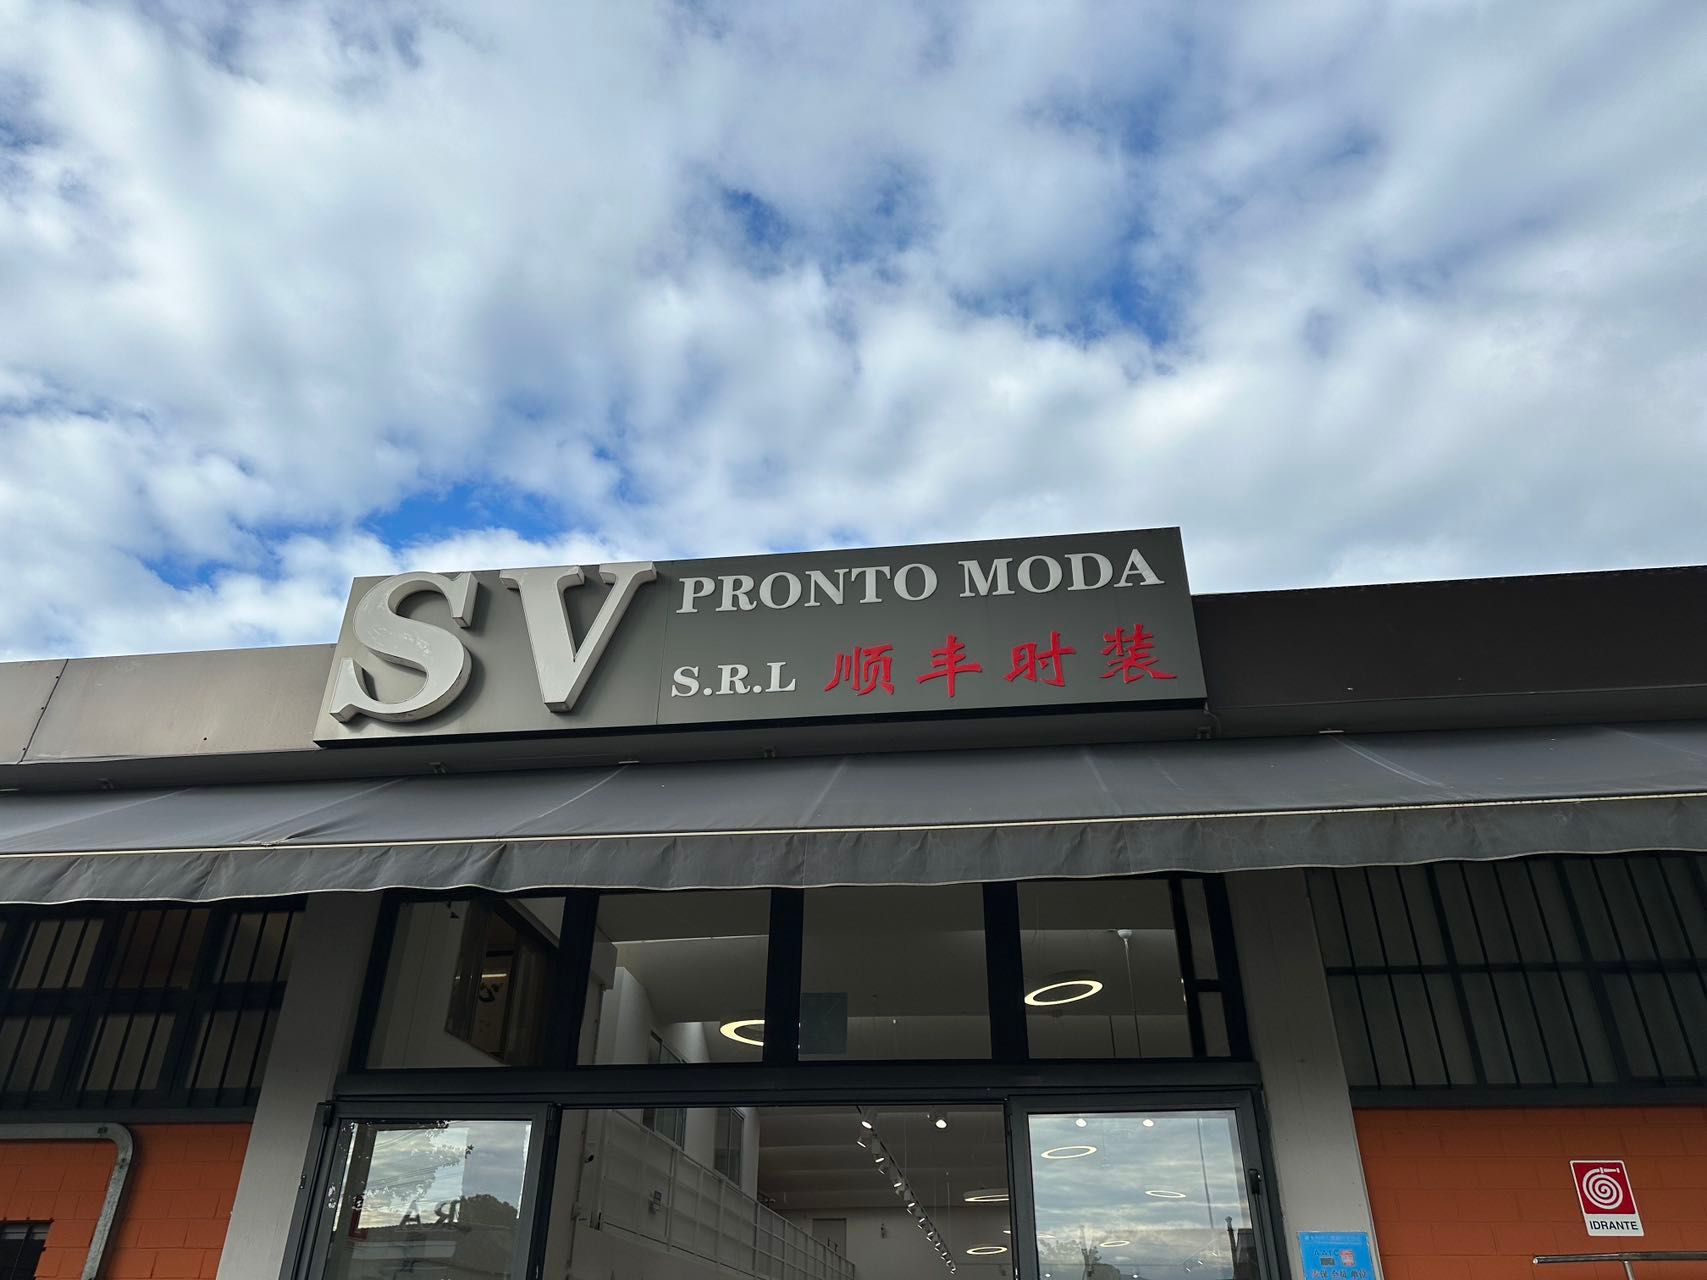 SV PRONTO MODA
S.R.L 顺丰时装
IDRANTE